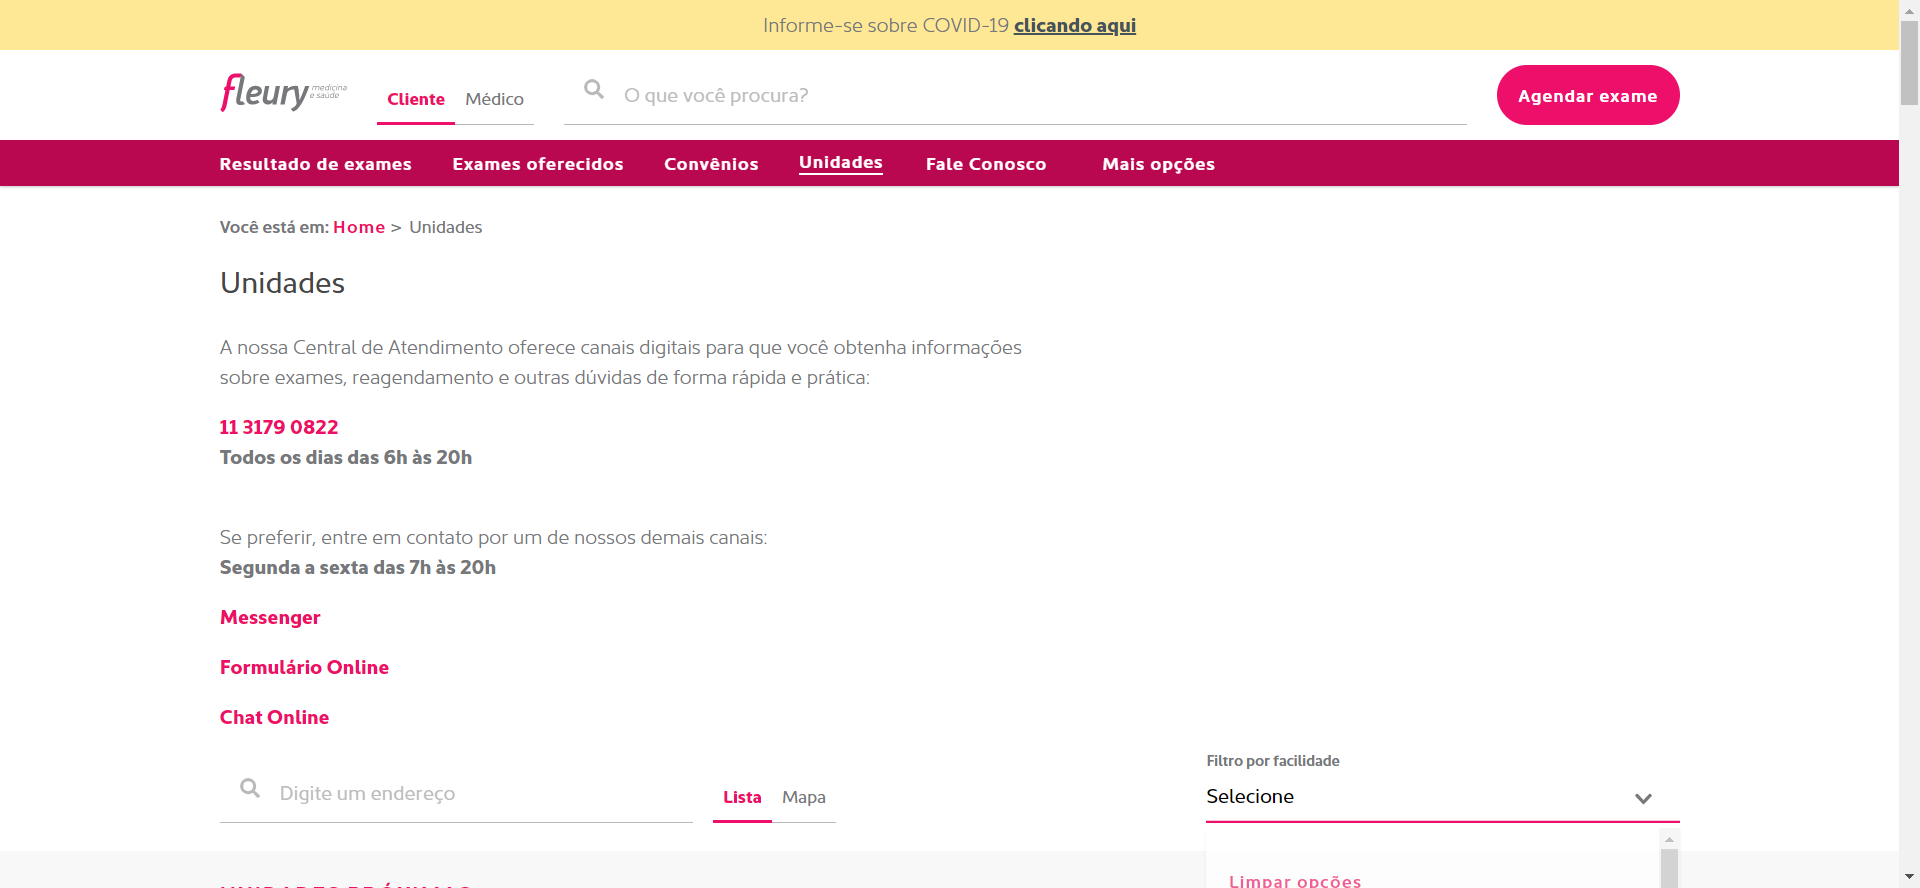 Informe-se sobre COVID-19 clicando aqui
fleury medicina e saúde
Cliente Médico
O que você procura?
Agendar exame
Resultado de exames Exames oferecidos Convênios Unidades Fale Conosco Mais opções
Você está em: Home > Unidades
Unidades
A nossa Central de Atendimento oferece canais digitais para que você obtenha informações
sobre exames, reagendamento e outras dúvidas de forma rápida e prática:
11 3179 0822
Todos os dias das 6h às 20h
Se preferir, entre em contato por um de nossos demais canais:
Segunda a sexta das 7h às 20h
Messenger
Formulário Online
Chat Online
Digite um endereço
Lista Mapa
Filtro por facilidade
Selecione
Limpar opções